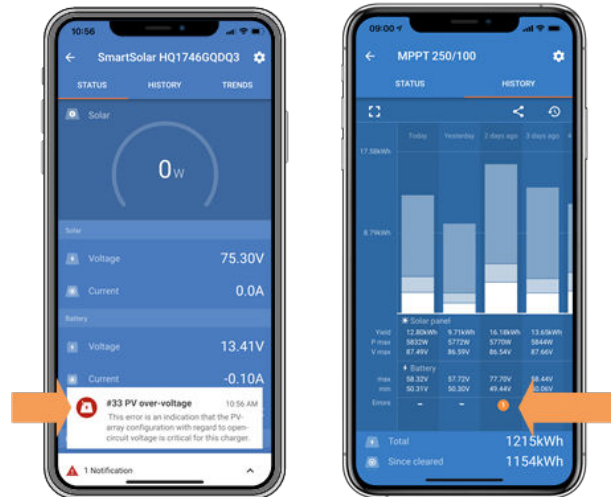 10:56
SmartSolar HQ1746GQDQ3
STATUS HISTORY TRENDS
Solar
0W
Solar
Voltage 75.30V
Current 0.0A
Battery
Voltage 13.41V
Current -0.10A
#33 PV over-voltage 10:56 AM
This error is an indication that the PV-
array configuration with regard to open-
circuit voltage is critical for this charger.
1 Notification
09:00
MPPT 250/100
STATUS HISTORY
Today Yesterday 2 days ago 3 days ago 4
17.58kWh
8.79kWh
Solar panel
Yield 12.80kWh 9.71kWh 16.18kWh 13.65kWh
P max 5832W 5772W 5770W 5844W
V max 87.49V 86.59V 86.54V 87.66V
Battery
max 58.32V 57.72V 77.70V 58.44V
min 50.31V 50.30V 49.44V 50.06V
Errors – – 1
Total 1215kWh
Since cleared 1154kWh